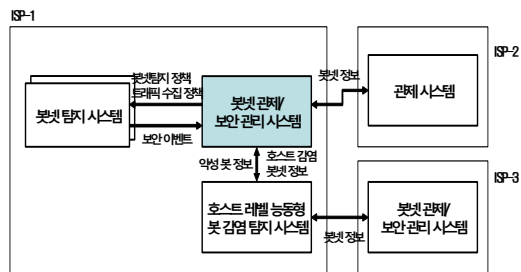 ISP-1
ISP-2
ISP-3
봇넷탐지 정책
트래픽 수집 정책
봇넷 탐지 시스템
보안 이벤트
봇넷 관제/
보안 관리 시스템
봇넷 정보
관제 시스템
악성 봇 정보
호스트 감염
봇넷 정보
호스트 레벨 능동형
봇 감염 탐지 시스템
봇넷 정보
봇넷 관제/
보안 관리 시스템